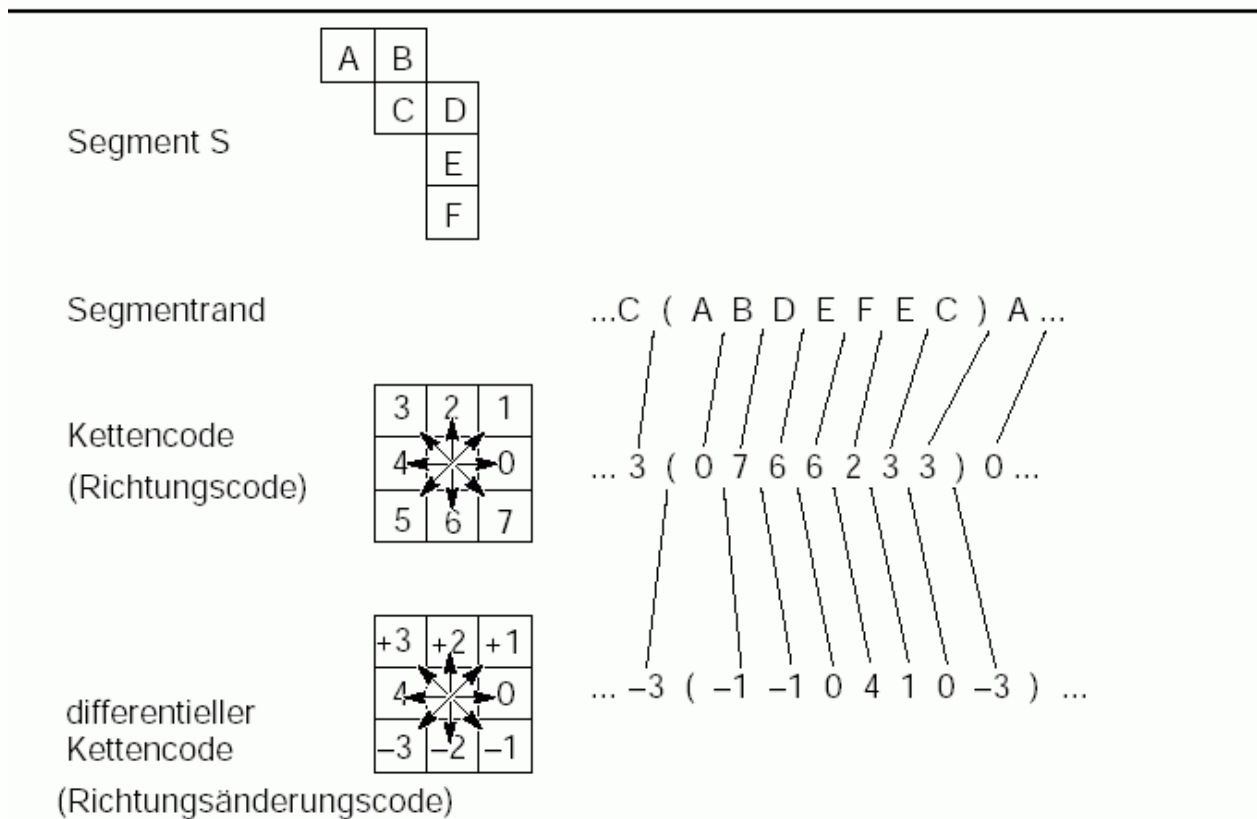 A B
C D
Segment S
E
F
Segmentrand ...C ( A B D E F E C ) A ...
3 2 1
Kettencode 4 0 ... 3 ( 0 7 6 6 2 3 3 ) 0 ...
(Richtungscode)
5 6 7
+3 +2 +1
4 0 ... –3 ( –1 –1 0 4 1 0 –3 ) ...
differentieller
Kettencode –3 –2 –1
(Richtungsänderungscode)